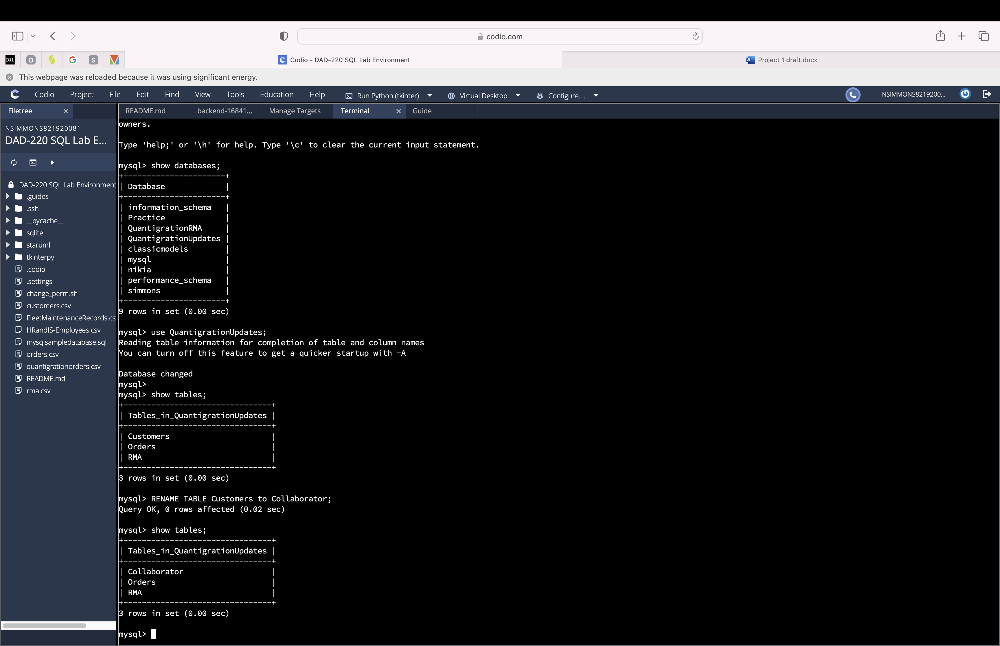 codio.com
D2L
O
G
S
Codio - DAD-220 SQL Lab Environment
Project 1 draft.docx
This webpage was reloaded because it was using significant energy.
Codio Project File Edit Find View Tools Education Help Run Python (tkinter) Virtual Desktop Configure.... NSIMMONS8219200...
Filetree
README.md backend-16841... Manage Targets Terminal Guide
NSIMMONS821920081
DAD-220 SQL Lab E...
DAD-220 SQL Lab Environment
.guides
.ssh
__pycache__
sqlite
staruml
tkinterpy
.codio
.settings
change_perm.sh
customers.csv
FleetMaintenanceRecords.cs
HRandIS-Employees.csv
mysqlsampledatabase.sql
orders.csv
quantigrationorders.csv
README.md
rma.csv
owners.
Type 'help;' or '\h' for help. Type '\c' to clear the current input statement.
mysql> show databases;
+----------------------+
| Database             |
+----------------------+
| information_schema   |
| Practice             |
| QuantigrationRMA     |
| QuantigrationUpdates |
| classicmodels        |
| mysql                |
| nikia                |
| performance_schema   |
| simmons              |
+----------------------+
9 rows in set (0.00 sec)
mysql> use QuantigrationUpdates;
Reading table information for completion of table and column names
You can turn off this feature to get a quicker startup with -A
Database changed
mysql>
mysql> show tables;
+--------------------------------+
| Tables_in_QuantigrationUpdates |
+--------------------------------+
| Customers                      |
| Orders                         |
| RMA                            |
+--------------------------------+
3 rows in set (0.00 sec)
mysql> RENAME TABLE Customers to Collaborator;
Query OK, 0 rows affected (0.02 sec)
mysql> show tables;
+--------------------------------+
| Tables_in_QuantigrationUpdates |
+--------------------------------+
| Collaborator                   |
| Orders                         |
| RMA                            |
+--------------------------------+
3 rows in set (0.00 sec)
mysql>